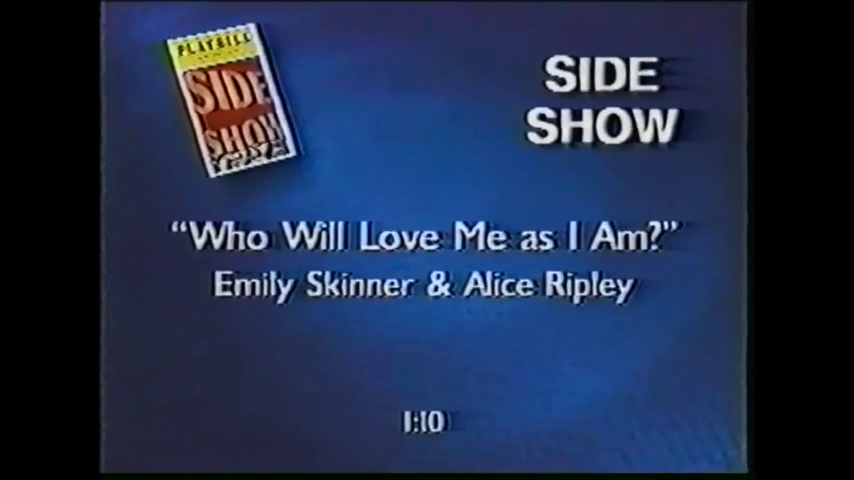 PLAYBILL
SIDE
SHOW
SIDE
SHOW
“Who Will Love Me as I Am?”
Emily Skinner & Alice Ripley
1:10